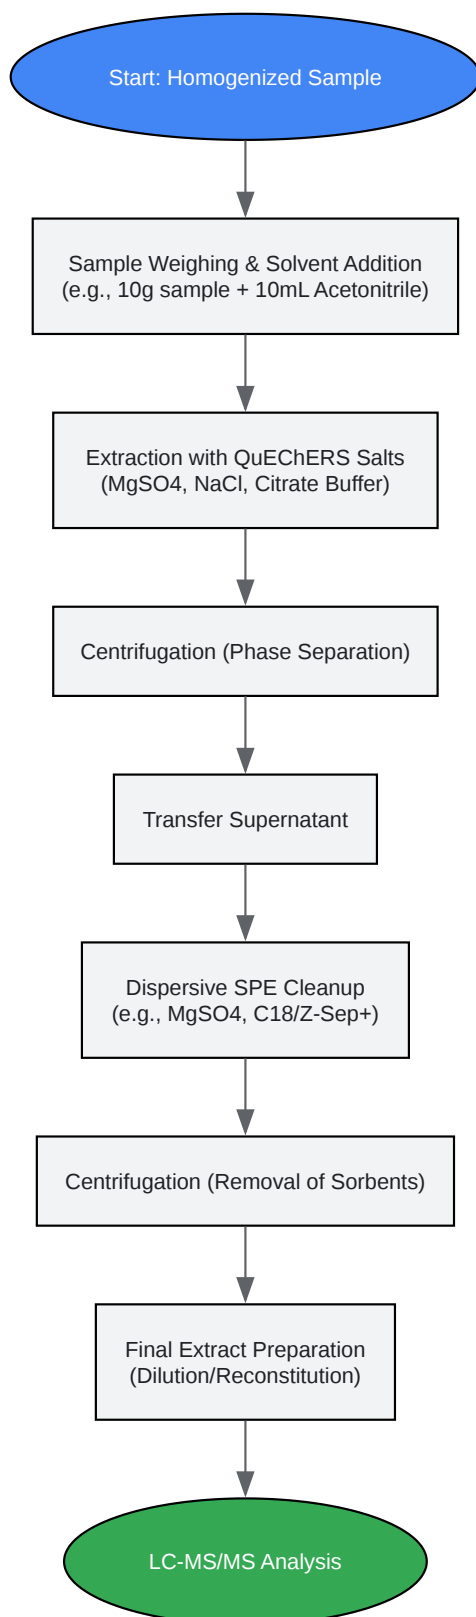 Start: Homogenized Sample
Sample Weighing & Solvent Addition
(e.g., 10g sample + 10mL Acetonitrile)
Extraction with QuEChERS Salts
(MgSO4, NaCl, Citrate Buffer)
Centrifugation (Phase Separation)
Transfer Supernatant
Dispersive SPE Cleanup
(e.g., MgSO4, C18/Z-Sep+)
Centrifugation (Removal of Sorbents)
Final Extract Preparation
(Dilution/Reconstitution)
LC-MS/MS Analysis